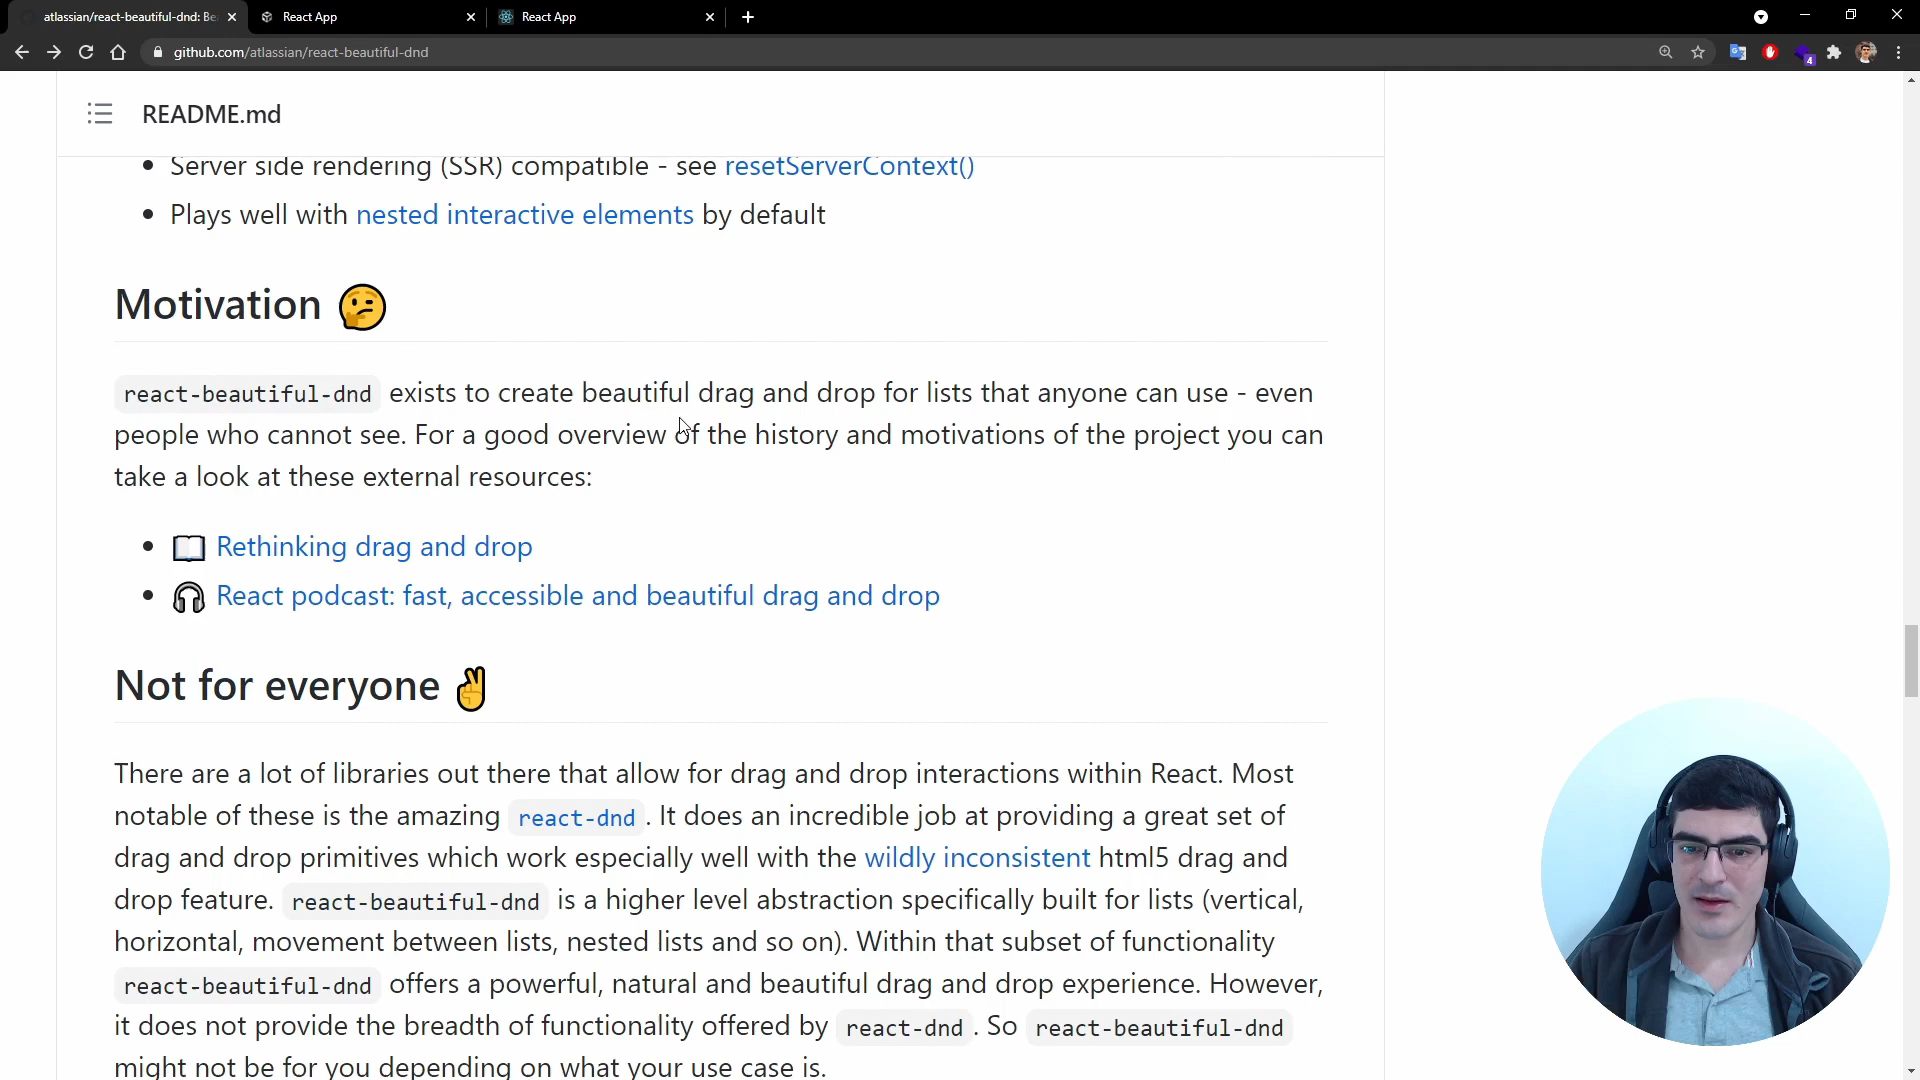 atlassian/react-beautiful-dnd: Be
React App
React App
github.com/atlassian/react-beautiful-dnd
4
README.md
Server side rendering (SSR) compatible - see resetServerContext()
Plays well with nested interactive elements by default
Motivation 🤔
react-beautiful-dnd exists to create beautiful drag and drop for lists that anyone can use - even
people who cannot see. For a good overview of the history and motivations of the project you can
take a look at these external resources:
📖 Rethinking drag and drop
🎧 React podcast: fast, accessible and beautiful drag and drop
Not for everyone ✌️
There are a lot of libraries out there that allow for drag and drop interactions within React. Most
notable of these is the amazing react-dnd . It does an incredible job at providing a great set of
drag and drop primitives which work especially well with the wildly inconsistent html5 drag and
drop feature. react-beautiful-dnd is a higher level abstraction specifically built for lists (vertical,
horizontal, movement between lists, nested lists and so on). Within that subset of functionality
react-beautiful-dnd offers a powerful, natural and beautiful drag and drop experience. However,
it does not provide the breadth of functionality offered by react-dnd . So react-beautiful-dnd
might not be for you depending on what your use case is.